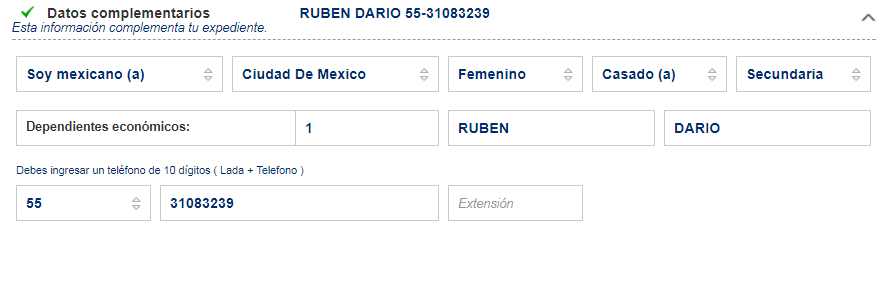 Datos complementarios RUBEN DARIO 55-31083239
Esta información complementa tu expediente.
Soy mexicano (a) Ciudad De Mexico Femenino Casado (a) Secundaria
Dependientes económicos: 1 RUBEN DARIO
Debes ingresar un teléfono de 10 dígitos ( Lada + Telefono )
55 31083239 Extensión